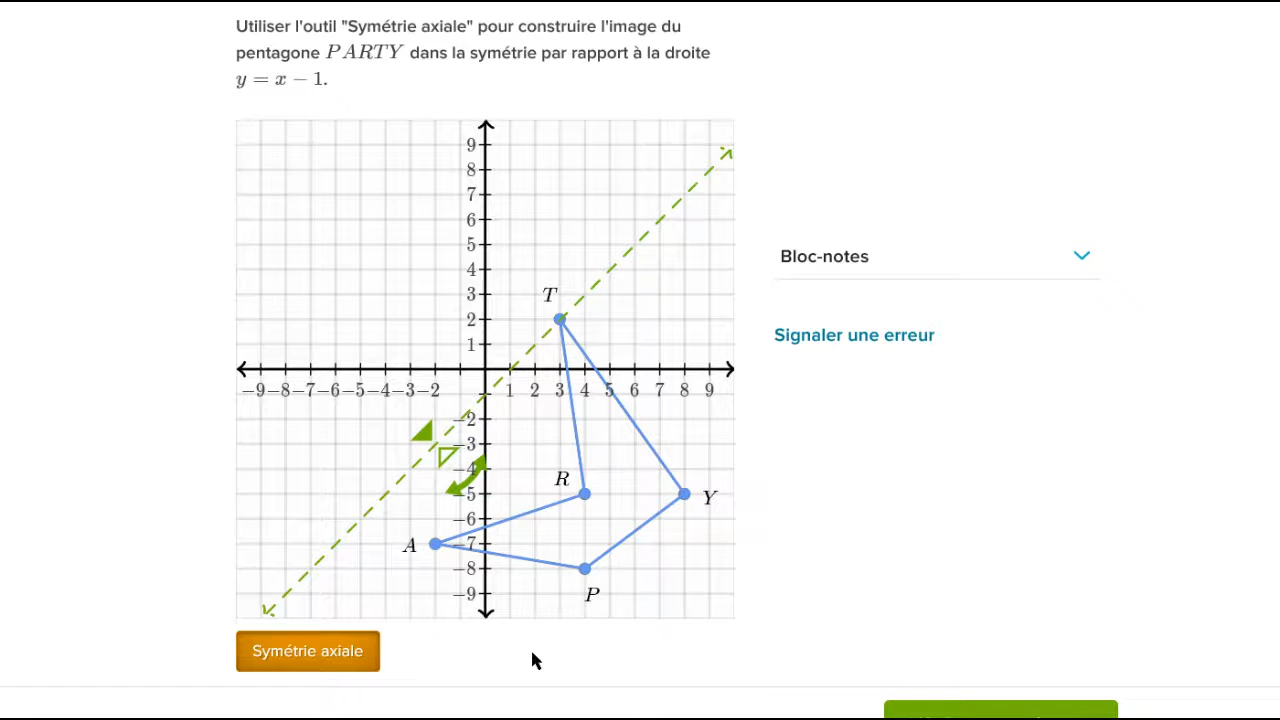 Utiliser l'outil "Symétrie axiale" pour construire l'image du
pentagone PARTY dans la symétrie par rapport à la droite
y = x − 1.
9
8
7
6
5
4
3
2
1
−9 −8 −7 −6 −5 −4 −3 −2 1 2 3 4 5 6 7 8 9
−2
−3
−4
−5
−6
−7
−8
−9
T
R
Y
A
P
Bloc-notes
Signaler une erreur
Symétrie axiale